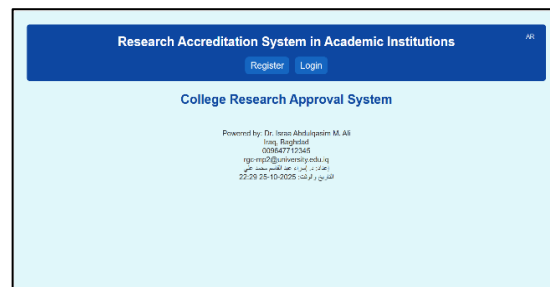 Research Accreditation System in Academic Institutions
AR
Register Login
College Research Approval System
Powered by: Dr. Israa Abdulqasim M. Ali
Iraq, Baghdad
009647712345
rgc-mp2@university.edu.iq
إعداد: د. إسراء عبد القاسم محمد علي
التاريخ والوقت: 2025-10-25 22:29